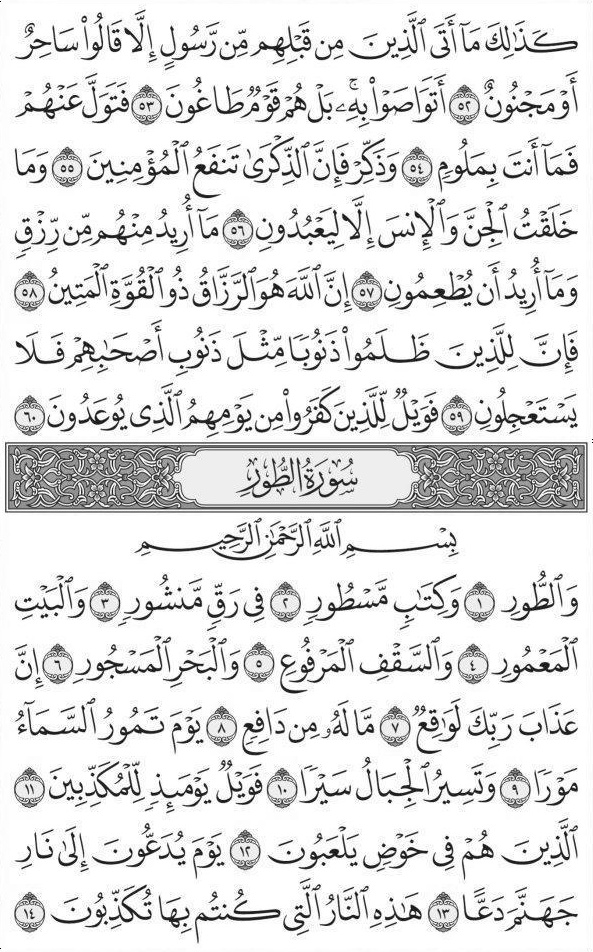 كَذَٰلِكَ مَآ أَتَى ٱلَّذِينَ مِن قَبْلِهِم مِّن رَّسُولٍ إِلَّا قَالُوا۟ سَاحِرٌ
أَوْ مَجْنُونٌ ٥٢ أَتَوَاصَوْا۟ بِهِۦۚ بَلْ هُمْ قَوْمٌ طَاغُونَ ٥٣ فَتَوَلَّ عَنْهُمْ
فَمَآ أَنتَ بِمَلُومٍ ٥٤ وَذَكِّرْ فَإِنَّ ٱلذِّكْرَىٰ تَنفَعُ ٱلْمُؤْمِنِينَ ٥٥ وَمَا
خَلَقْتُ ٱلْجِنَّ وَٱلْإِنسَ إِلَّا لِيَعْبُدُونِ ٥٦ مَآ أُرِيدُ مِنْهُم مِّن رِّزْقٍ
وَمَآ أُرِيدُ أَن يُطْعِمُونِ ٥٧ إِنَّ ٱللَّهَ هُوَ ٱلرَّزَّاقُ ذُو ٱلْقُوَّةِ ٱلْمَتِينُ ٥٨
فَإِنَّ لِلَّذِينَ ظَلَمُوا۟ ذَنُوبًا مِّثْلَ ذَنُوبِ أَصْحَٰبِهِمْ فَلَا
يَسْتَعْجِلُونِ ٥٩ فَوَيْلٌ لِّلَّذِينَ كَفَرُوا۟ مِن يَوْمِهِمُ ٱلَّذِى يُوعَدُونَ ٦٠
سُورَةُ الطُّورِ
بِسْمِ ٱللَّهِ ٱلرَّحْمَٰنِ ٱلرَّحِيمِ
وَٱلطُّورِ ١ وَكِتَٰبٍ مَّسْطُورٍ ٢ فِى رَقٍّ مَّنشُورٍ ٣ وَٱلْبَيْتِ
ٱلْمَعْمُورِ ٤ وَٱلسَّقْفِ ٱلْمَرْفُوعِ ٥ وَٱلْبَحْرِ ٱلْمَسْجُورِ ٦ إِنَّ
عَذَابَ رَبِّكَ لَوَٰقِعٌ ٧ مَّا لَهُۥ مِن دَافِعٍ ٨ يَوْمَ تَمُورُ ٱلسَّمَآءُ
مَوْرًا ٩ وَتَسِيرُ ٱلْجِبَالُ سَيْرًا ١٠ فَوَيْلٌ يَوْمَئِذٍ لِّلْمُكَذِّبِينَ ١١
ٱلَّذِينَ هُمْ فِى خَوْضٍ يَلْعَبُونَ ١٢ يَوْمَ يُدَعُّونَ إِلَىٰ نَارِ
جَهَنَّمَ دَعًّا ١٣ هَٰذِهِ ٱلنَّارُ ٱلَّتِى كُنتُم بِهَا تُكَذِّبُونَ ١٤